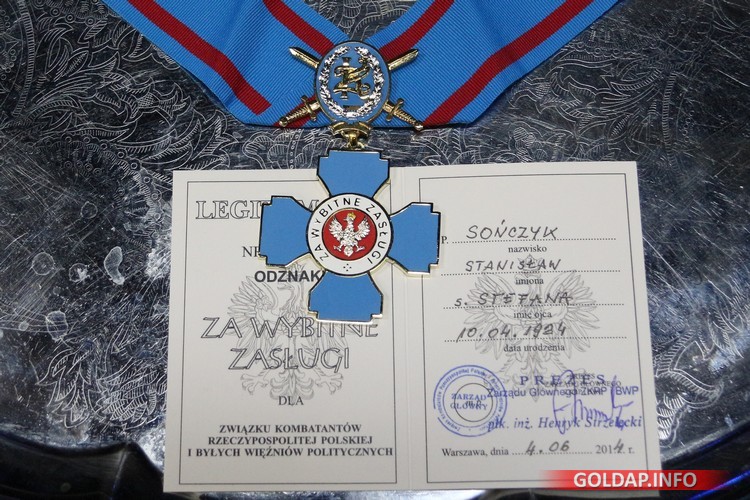 ZA WYBITNE ZASŁUGI
LEGI
NR
ODZNAK
ZA WYBITNE
ZASŁUGI
DLA
ZWIĄZKU KOMBATANTÓW
RZECZYPOSPOLITEJ POLSKIEJ
I BYŁYCH WIĘŹNIÓW POLITYCZNYCH
P. SOŃCZYK
nazwisko
STANISŁAW
imiona
s. STEFANA
imię ojca
10.04.1924
data urodzenia
ZARZĄD
GŁÓWNY
PREZES
Zarządu Głównego ZKRP i BWP
płk. inż. Henryk Strzelecki
Warszawa, dnia 4.06 2014 r.
GOLDAP.INFO